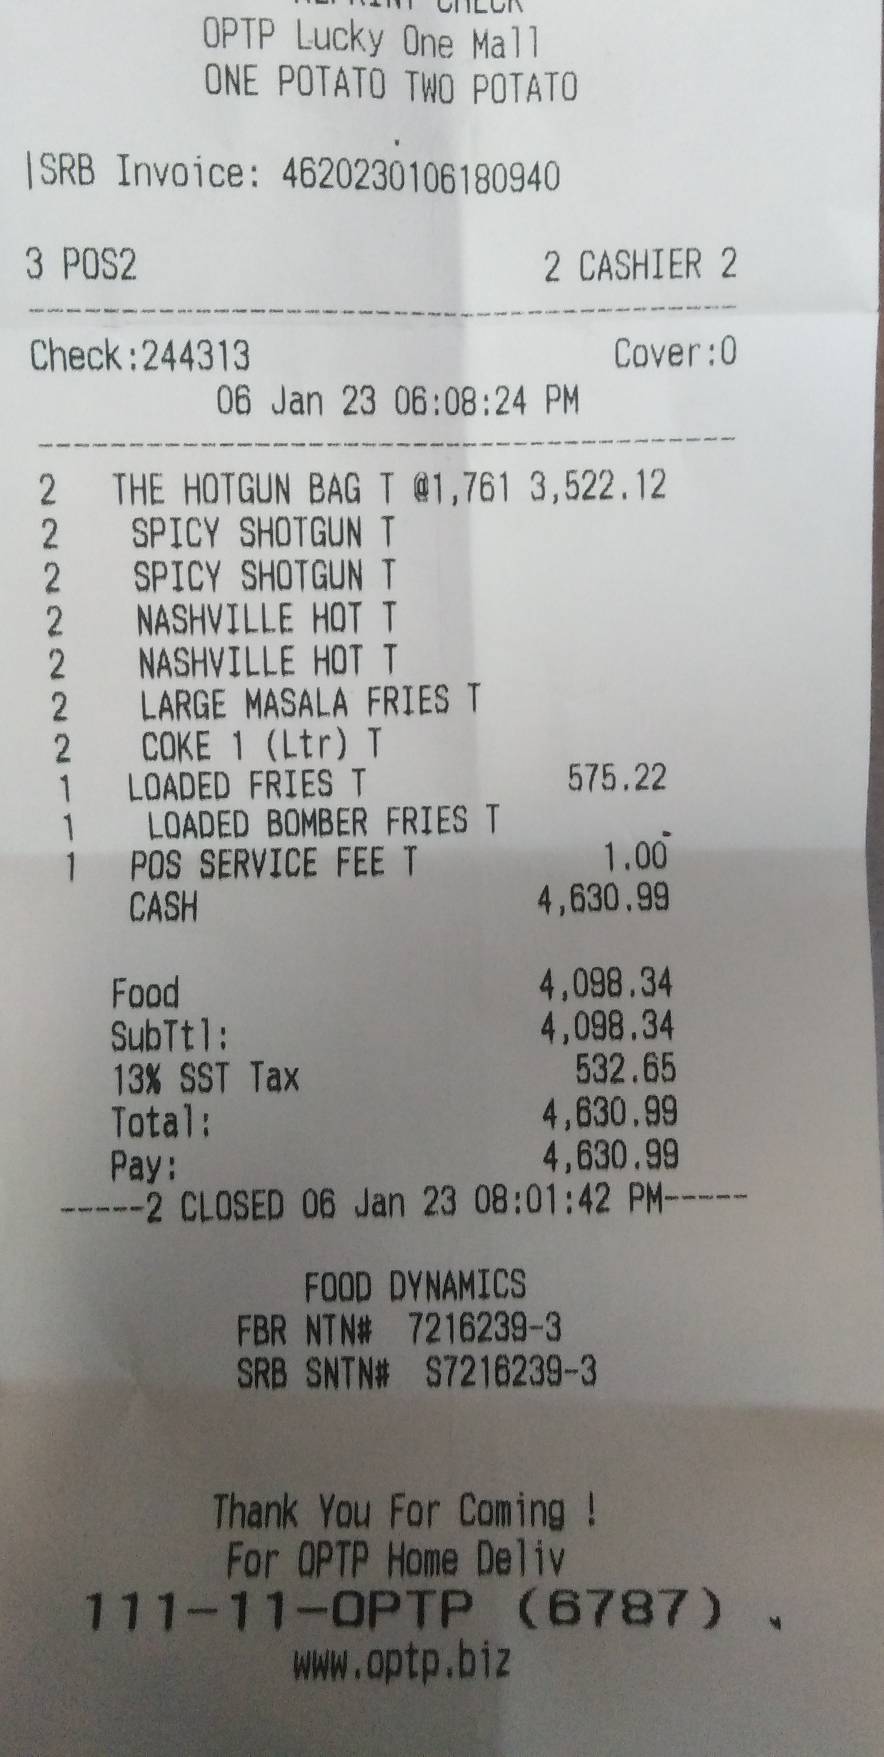 REPRINT CHECK
OPTP Lucky One Mall
ONE POTATO TWO POTATO
|SRB Invoice: 4620230106180940
3 POS2 2 CASHIER 2
Check:244313 Cover:0
06 Jan 23 06:08:24 PM
2 THE HOTGUN BAG T @1,761 3,522.12
2 SPICY SHOTGUN T
2 SPICY SHOTGUN T
2 NASHVILLE HOT T
2 NASHVILLE HOT T
2 LARGE MASALA FRIES T
2 COKE 1 (Ltr) T
1 LOADED FRIES T 575.22
1 LOADED BOMBER FRIES T
1 POS SERVICE FEE T 1.00
CASH 4,630.99
Food 4,098.34
SubTtl: 4,098.34
13% SST Tax 532.65
Total: 4,630.99
Pay: 4,630.99
-----2 CLOSED 06 Jan 23 08:01:42 PM-----
FOOD DYNAMICS
FBR NTN# 7216239-3
SRB SNTN# S7216239-3
Thank You For Coming !
For OPTP Home Deliv
111-11-OPTP (6787)
www.optp.biz